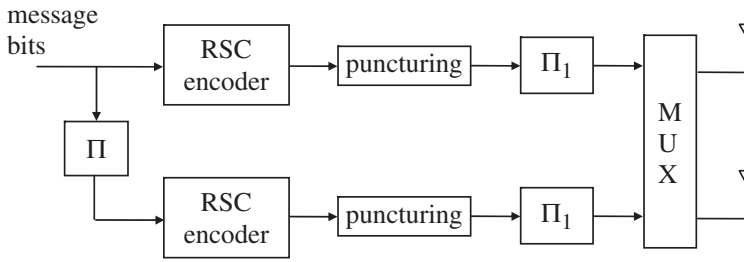 message
bits
RSC
encoder
puncturing
Π₁
M
U
X
Π
RSC
encoder
puncturing
Π₁